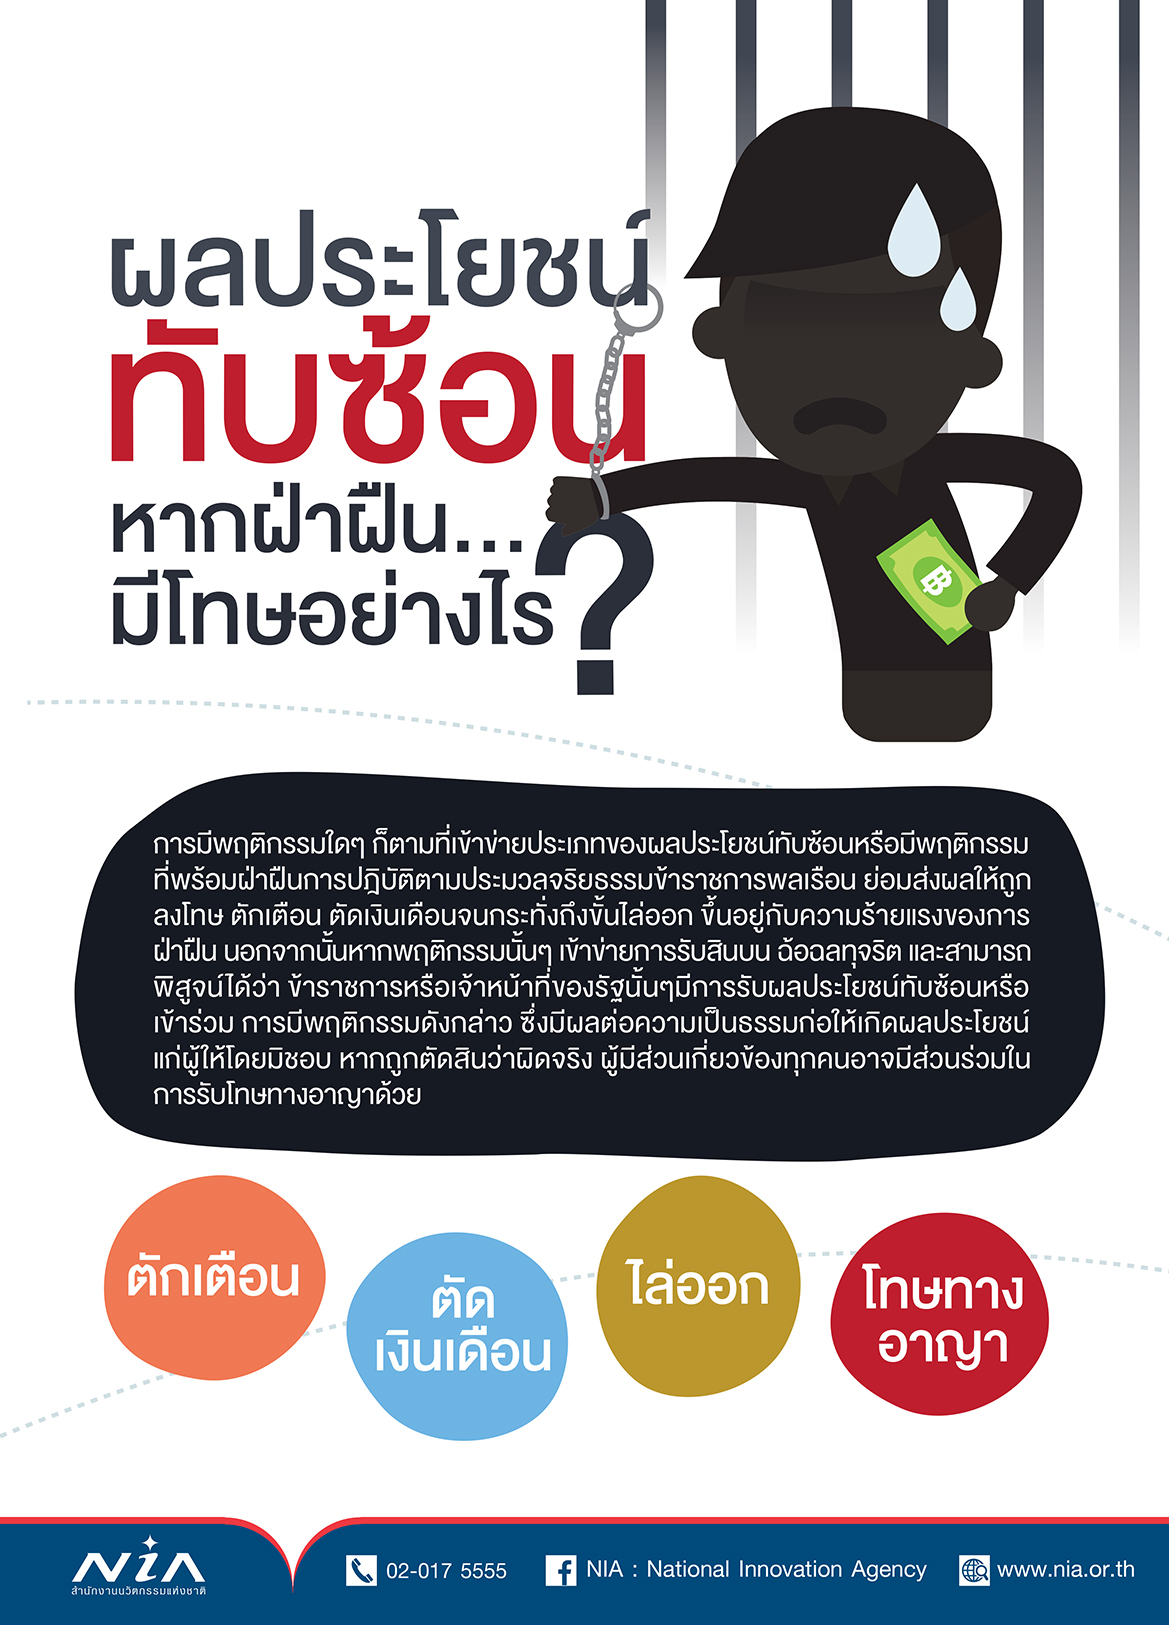 ผลประโยชน์
ทับซ้อน
หากฝ่าฝืน...
มีโทษอย่างไร?
฿
การมีพฤติกรรมใดๆ ก็ตามที่เข้าข่ายประเภทของผลประโยชน์ทับซ้อนหรือมีพฤติกรรม
ที่พร้อมฝ่าฝืนการปฎิบัติตามประมวลจริยธรรมข้าราชการพลเรือน ย่อมส่งผลให้ถูก
ลงโทษ ตักเตือน ตัดเงินเดือนจนกระทั่งถึงขั้นไล่ออก ขึ้นอยู่กับความร้ายแรงของการ
ฝ่าฝืน นอกจากนั้นหากพฤติกรรมนั้นๆ เข้าข่ายการรับสินบน ฉ้อฉลทุจริต และสามารถ
พิสูจน์ได้ว่า ข้าราชการหรือเจ้าหน้าที่ของรัฐนั้นๆมีการรับผลประโยชน์ทับซ้อนหรือ
เข้าร่วม การมีพฤติกรรมดังกล่าว ซึ่งมีผลต่อความเป็นธรรมก่อให้เกิดผลประโยชน์
แก่ผู้ให้โดยมิชอบ หากถูกตัดสินว่าผิดจริง ผู้มีส่วนเกี่ยวข้องทุกคนอาจมีส่วนร่วมใน
การรับโทษทางอาญาด้วย
ตักเตือน
ตัด
เงินเดือน
ไล่ออก
โทษทาง
อาญา
NIA
สำนักงานนวัตกรรมแห่งชาติ
02-017 5555
NIA : National Innovation Agency
www.nia.or.th